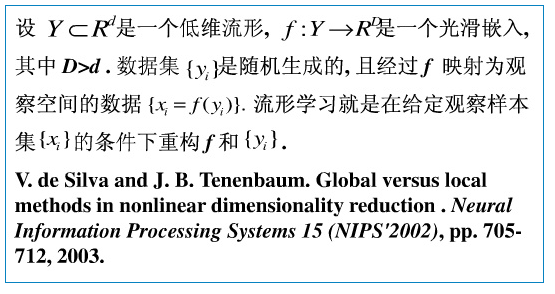 设 Y⊂R^d是一个低维流形, f:Y→R^D是一个光滑嵌入,
其中 D>d . 数据集 {y_i}是随机生成的, 且经过 f 映射为观
察空间的数据 {x_i = f(y_i)}. 流形学习就是在给定观察样本
集{x_i}的条件下重构 f 和 {y_i} .
V. de Silva and J. B. Tenenbaum. Global versus local
methods in nonlinear dimensionality reduction . Neural
Information Processing Systems 15 (NIPS'2002), pp. 705-
712, 2003.